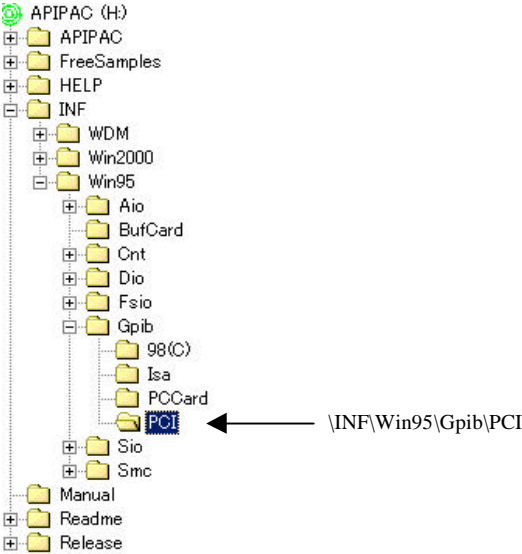 APIPAC (H:)
APIPAC
FreeSamples
HELP
INF
WDM
Win2000
Win95
Aio
BufCard
Cnt
Dio
Fsio
Gpib
98(C)
Isa
PCCard
PCI \INF\Win95\Gpib\PCI
Sio
Smc
Manual
Readme
Release